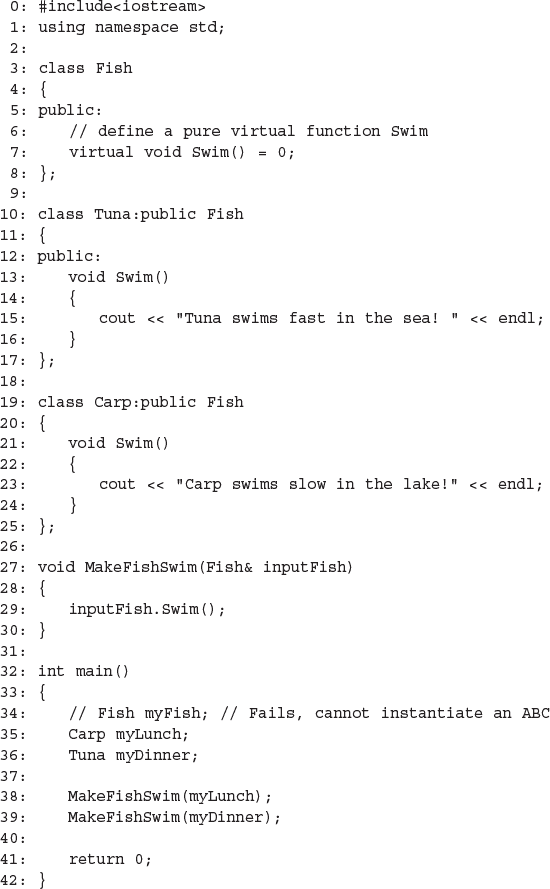 0: #include<iostream>
1: using namespace std;
2:
3: class Fish
4: {
5: public:
6:    // define a pure virtual function Swim
7:    virtual void Swim() = 0;
8: };
9:
10: class Tuna:public Fish
11: {
12: public:
13:    void Swim()
14:    {
15:       cout << "Tuna swims fast in the sea! " << endl;
16:    }
17: };
18:
19: class Carp:public Fish
20: {
21:    void Swim()
22:    {
23:       cout << "Carp swims slow in the lake!" << endl;
24:    }
25: };
26:
27: void MakeFishSwim(Fish& inputFish)
28: {
29:    inputFish.Swim();
30: }
31:
32: int main()
33: {
34:    // Fish myFish; // Fails, cannot instantiate an ABC
35:    Carp myLunch;
36:    Tuna myDinner;
37:
38:    MakeFishSwim(myLunch);
39:    MakeFishSwim(myDinner);
40:
41:    return 0;
42: }